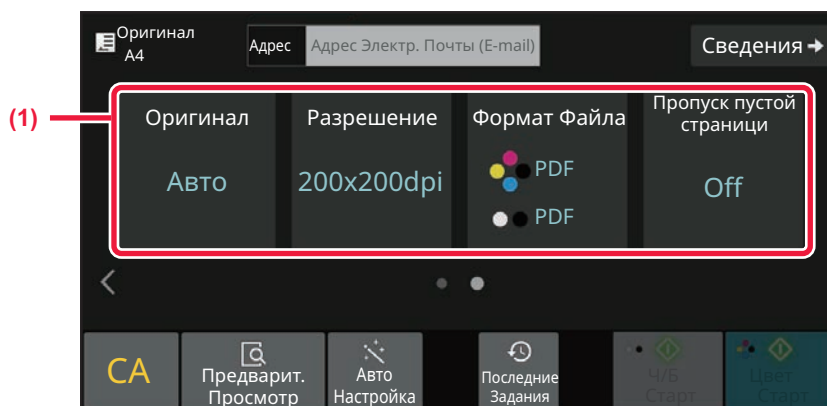 Оригинал
A4
Адрес
Адрес Электр. Почты (E-mail)
Сведения
(1)
Оригинал
Авто
Разрешение
200x200dpi
Формат Файла
PDF
PDF
Пропуск пустой
страници
Off
CA
Предварит.
Просмотр
Авто
Настройка
Последние
Задания
Ч/Б
Старт
Цвет
Старт